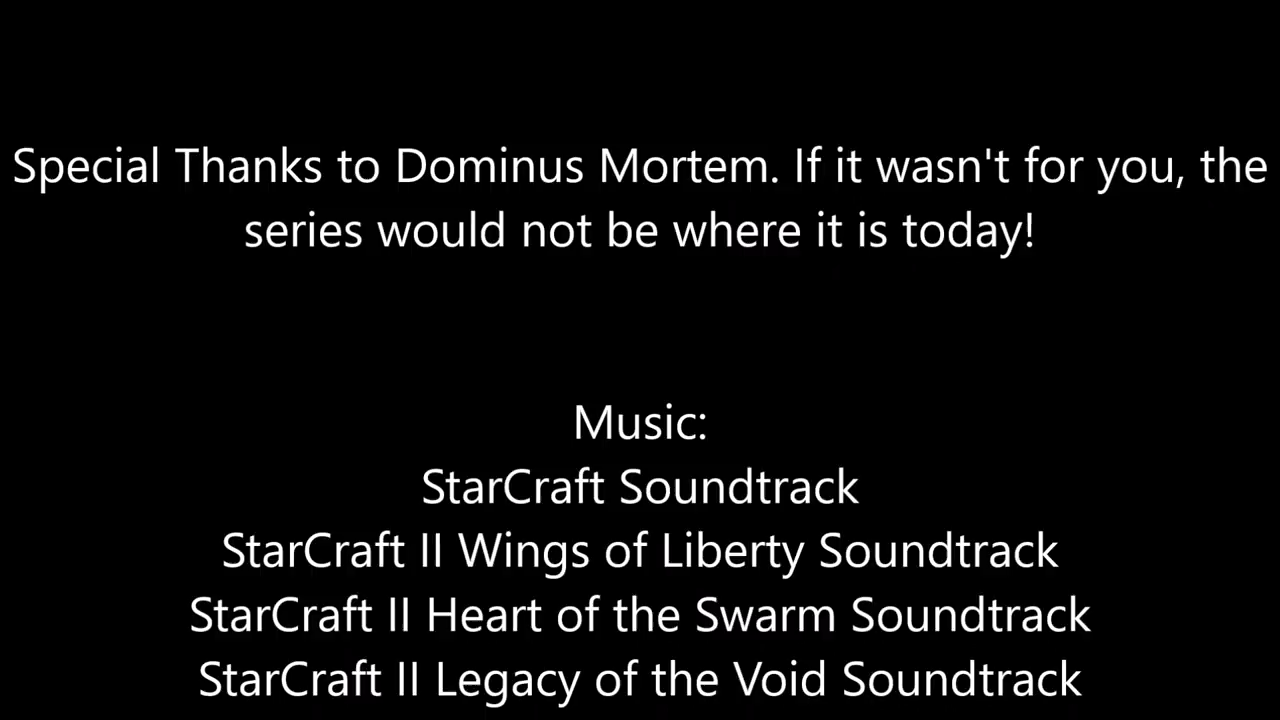 Special Thanks to Dominus Mortem. If it wasn't for you, the
series would not be where it is today!
Music:
StarCraft Soundtrack
StarCraft II Wings of Liberty Soundtrack
StarCraft II Heart of the Swarm Soundtrack
StarCraft II Legacy of the Void Soundtrack